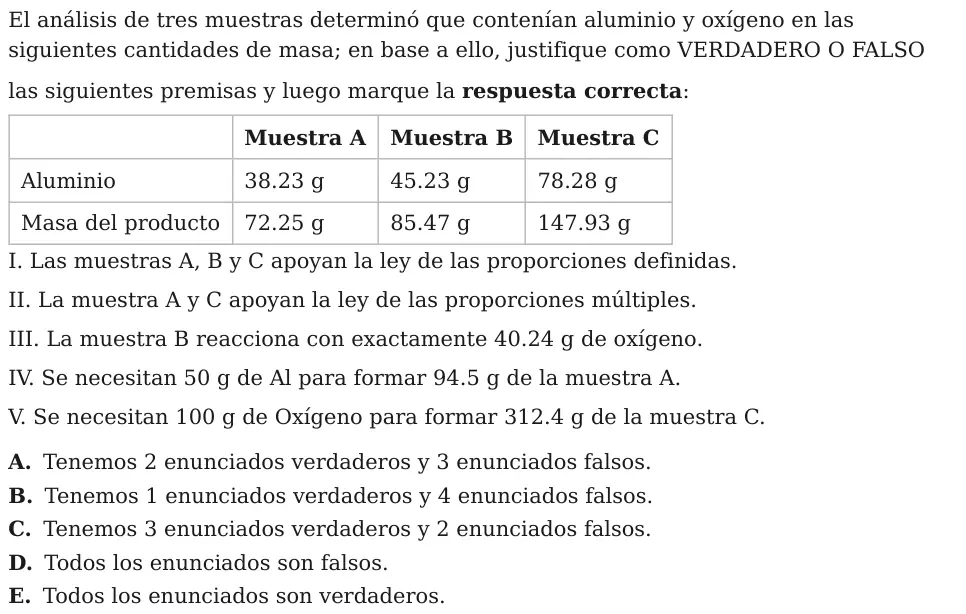 El análisis de tres muestras determinó que contenían aluminio y oxígeno en las
siguientes cantidades de masa; en base a ello, justifique como VERDADERO O FALSO
las siguientes premisas y luego marque la respuesta correcta:
Muestra A Muestra B Muestra C
Aluminio 38.23 g 45.23 g 78.28 g
Masa del producto 72.25 g 85.47 g 147.93 g
I. Las muestras A, B y C apoyan la ley de las proporciones definidas.
II. La muestra A y C apoyan la ley de las proporciones múltiples.
III. La muestra B reacciona con exactamente 40.24 g de oxígeno.
IV. Se necesitan 50 g de Al para formar 94.5 g de la muestra A.
V. Se necesitan 100 g de Oxígeno para formar 312.4 g de la muestra C.
A. Tenemos 2 enunciados verdaderos y 3 enunciados falsos.
B. Tenemos 1 enunciados verdaderos y 4 enunciados falsos.
C. Tenemos 3 enunciados verdaderos y 2 enunciados falsos.
D. Todos los enunciados son falsos.
E. Todos los enunciados son verdaderos.